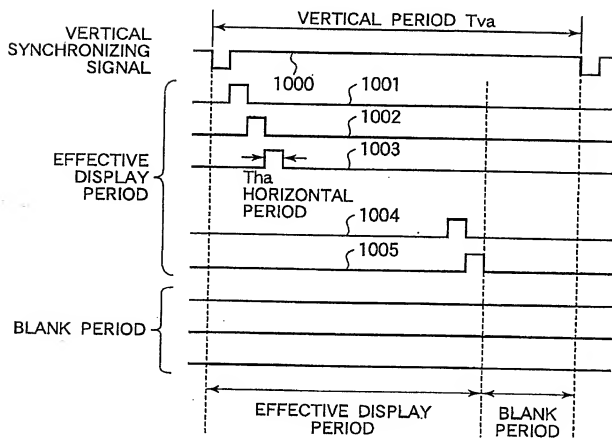 VERTICAL PERIOD Tva
VERTICAL
SYNCHRONIZING
SIGNAL
1000
1001
1002
1003
EFFECTIVE
DISPLAY
PERIOD
Tha
HORIZONTAL
PERIOD
1004
1005
BLANK PERIOD
EFFECTIVE DISPLAY
PERIOD
BLANK
PERIOD